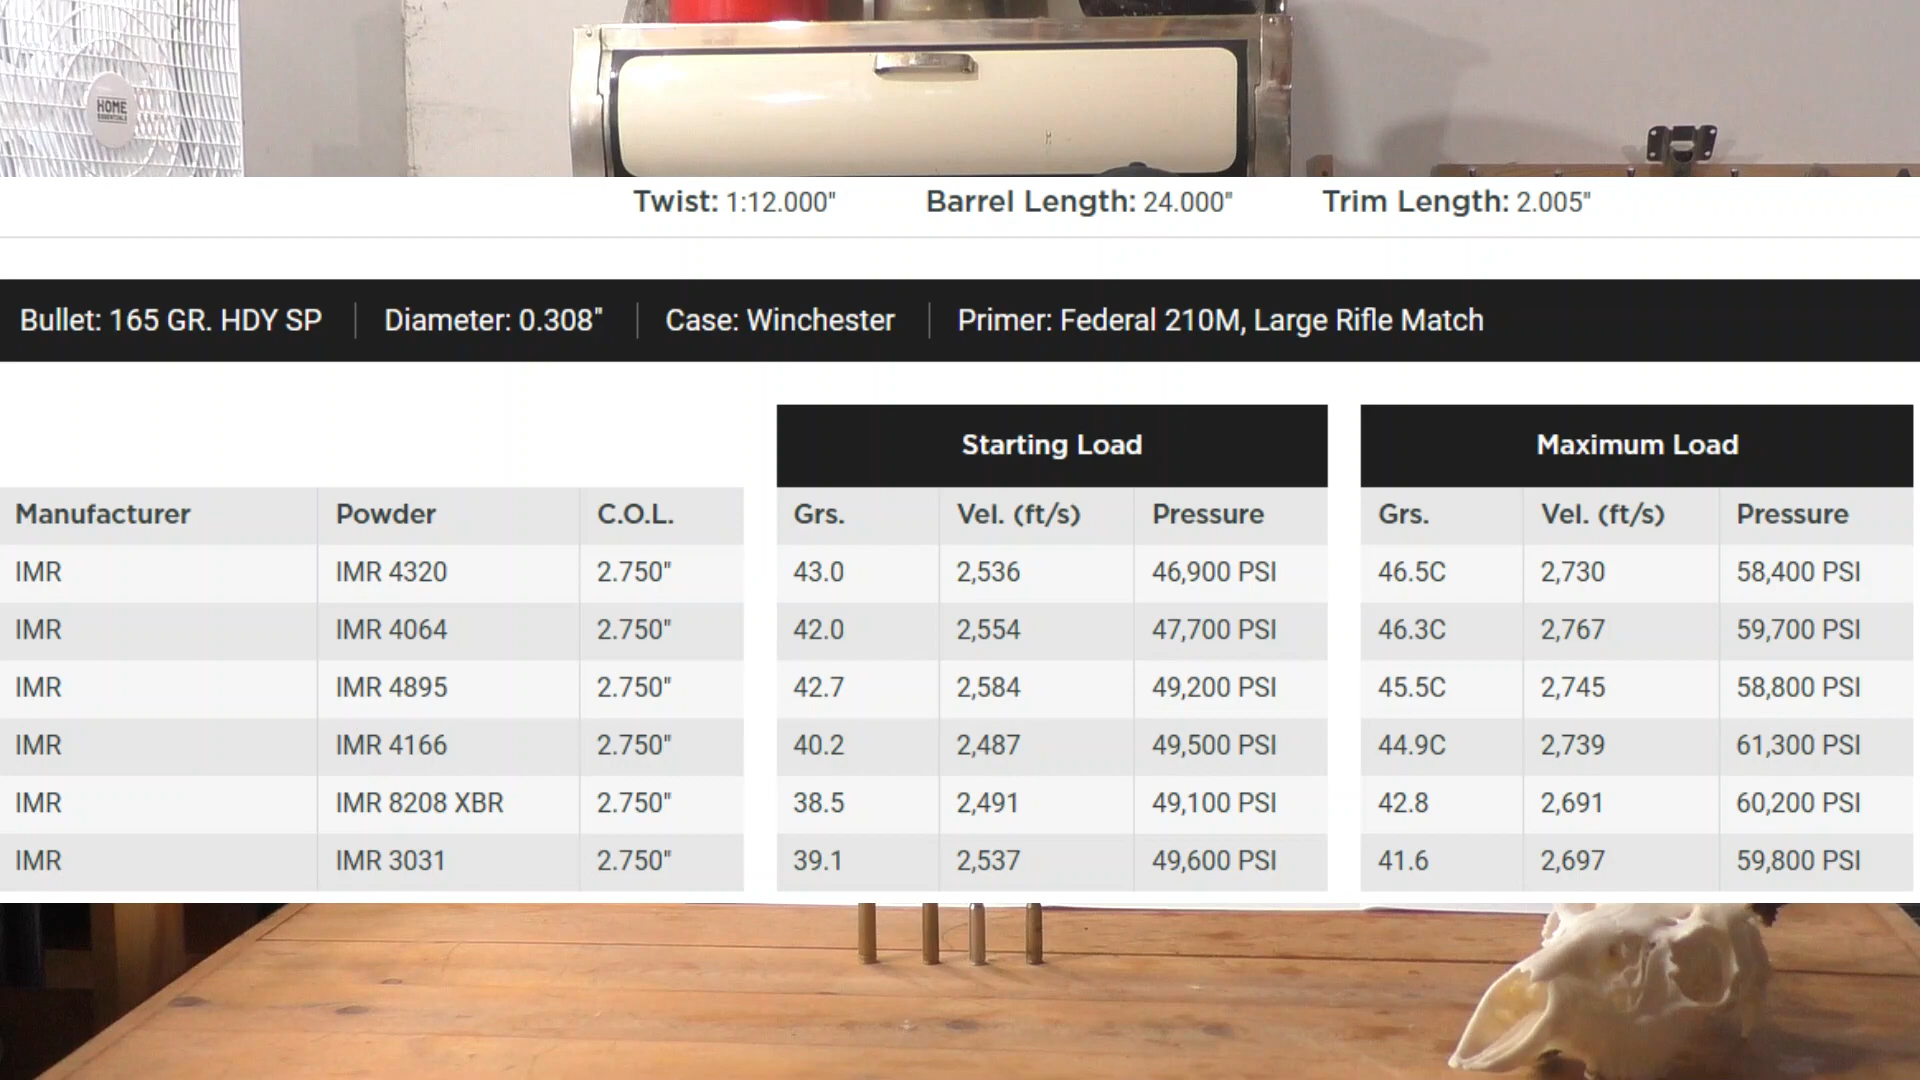 HOME
ESSENTIALS
Twist: 1:12.000" Barrel Length: 24.000" Trim Length: 2.005"
Bullet: 165 GR. HDY SP Diameter: 0.308" Case: Winchester Primer: Federal 210M, Large Rifle Match
Starting Load Maximum Load
Manufacturer Powder C.O.L. Grs. Vel. (ft/s) Pressure Grs. Vel. (ft/s) Pressure
IMR IMR 4320 2.750" 43.0 2,536 46,900 PSI 46.5C 2,730 58,400 PSI
IMR IMR 4064 2.750" 42.0 2,554 47,700 PSI 46.3C 2,767 59,700 PSI
IMR IMR 4895 2.750" 42.7 2,584 49,200 PSI 45.5C 2,745 58,800 PSI
IMR IMR 4166 2.750" 40.2 2,487 49,500 PSI 44.9C 2,739 61,300 PSI
IMR IMR 8208 XBR 2.750" 38.5 2,491 49,100 PSI 42.8 2,691 60,200 PSI
IMR IMR 3031 2.750" 39.1 2,537 49,600 PSI 41.6 2,697 59,800 PSI